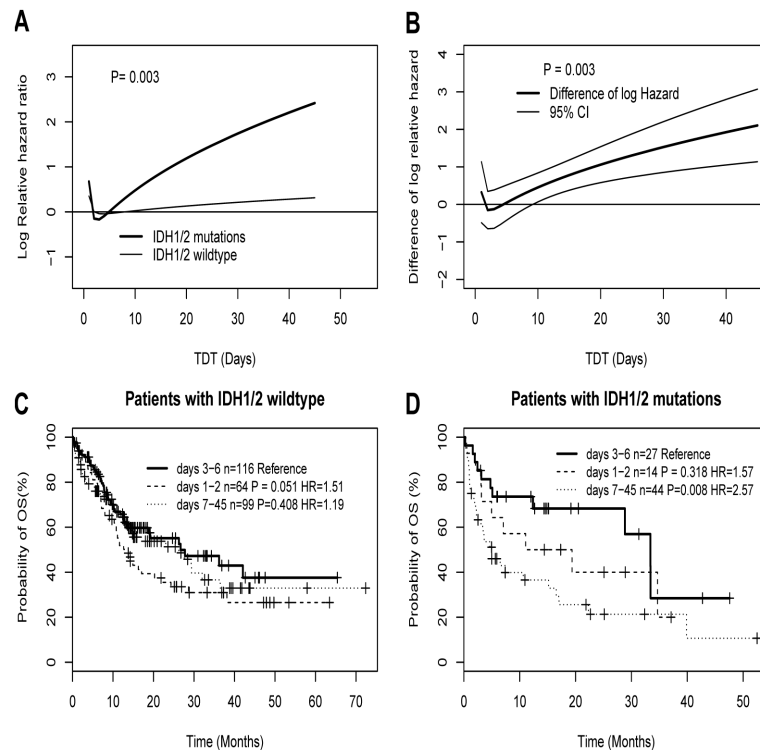 A
Log Relative hazard ratio
3
2
1
0
−1
P= 0.003
IDH1/2 mutations
IDH1/2 wildtype
0 10 20 30 40 50
TDT (Days)
B
Difference of log relative hazard
4
3
2
1
0
−1
−2
P = 0.003
Difference of log Hazard
95% CI
0 10 20 30 40
TDT (Days)
C
Patients with IDH1/2 wildtype
Probability of OS(%)
100
80
60
40
20
0
days 3−6 n=116 Reference
days 1−2 n=64 P = 0.051 HR=1.51
days 7−45 n=99 P=0.408 HR=1.19
0 10 20 30 40 50 60 70
Time (Months)
D
Patients with IDH1/2 mutations
Probability of OS (%)
100
80
60
40
20
0
days 3−6 n=27 Reference
days 1−2 n=14 P = 0.318 HR=1.57
days 7−45 n=44 P=0.008 HR=2.57
0 10 20 30 40 50
Time (Months)